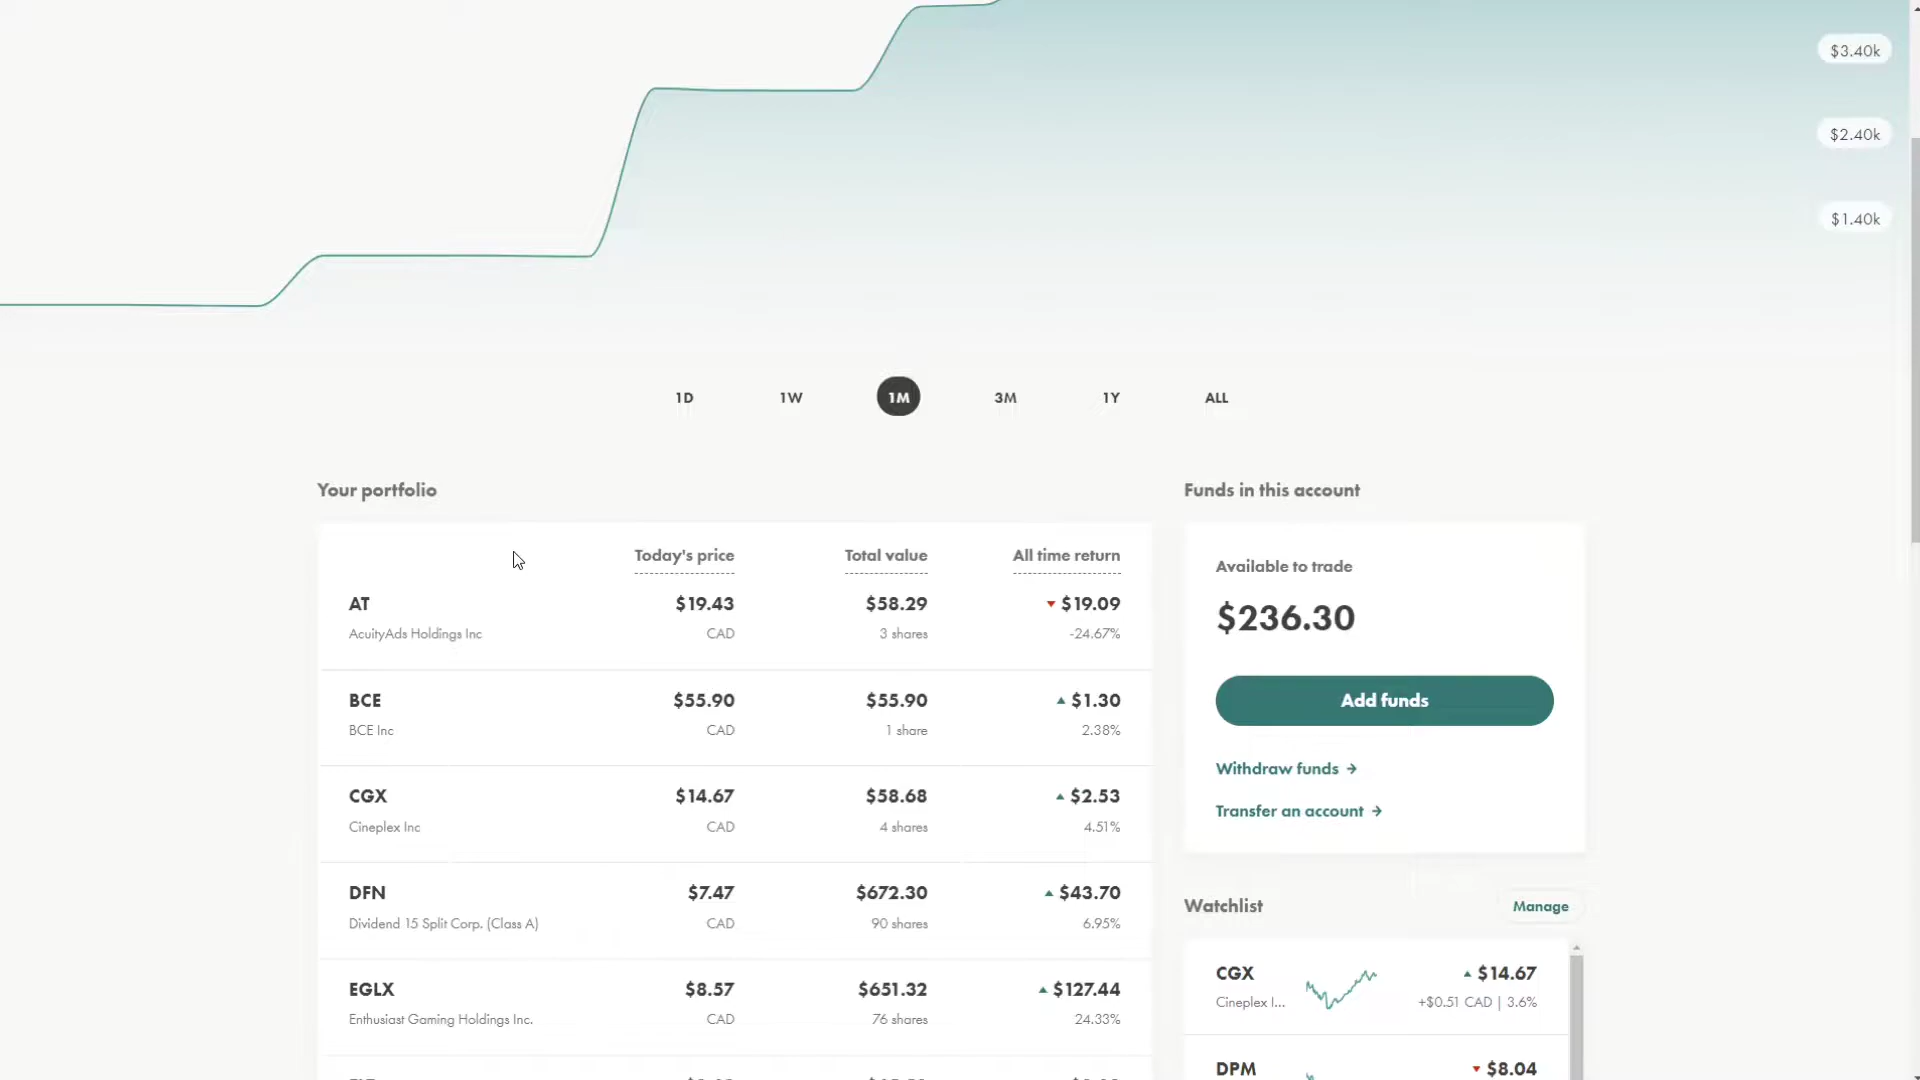 $3.40k
$2.40k
$1.40k
1D 1W 1M 3M 1Y ALL
Your portfolio
Today's price Total value All time return
AT $19.43 $58.29 $19.09
AcuityAds Holdings Inc CAD 3 shares -24.67%
BCE $55.90 $55.90 $1.30
BCE Inc CAD 1 share 2.38%
CGX $14.67 $58.68 $2.53
Cineplex Inc CAD 4 shares 4.51%
DFN $7.47 $672.30 $43.70
Dividend 15 Split Corp. (Class A) CAD 90 shares 6.95%
EGLX $8.57 $651.32 $127.44
Enthusiast Gaming Holdings Inc. CAD 76 shares 24.33%
Funds in this account
Available to trade
$236.30
Add funds
Withdraw funds →
Transfer an account →
Watchlist Manage
CGX $14.67
Cineplex I... +$0.51 CAD | 3.6%
DPM $8.04